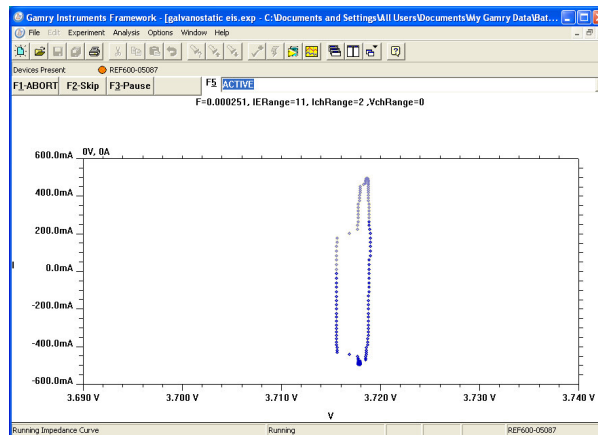 Gamry Instruments Framework - [galvanostatic eis.exp - C:\Documents and Settings\All Users\Documents\My Gamry Data\Bat...
File Edit Experiment Analysis Options Window Help
Devices Present REF600-05087
F1-ABORT F2-Skip F3-Pause F5 ACTIVE
F=0.000251, IERange=11, IchRange=2 ,VchRange=0
0V, 0A
600.0mA
400.0mA
200.0mA
0.0mA
-200.0mA
-400.0mA
-600.0mA
I
3.690 V 3.700 V 3.710 V 3.720 V 3.730 V 3.740 V
V
Running Impedance Curve Running REF600-05087